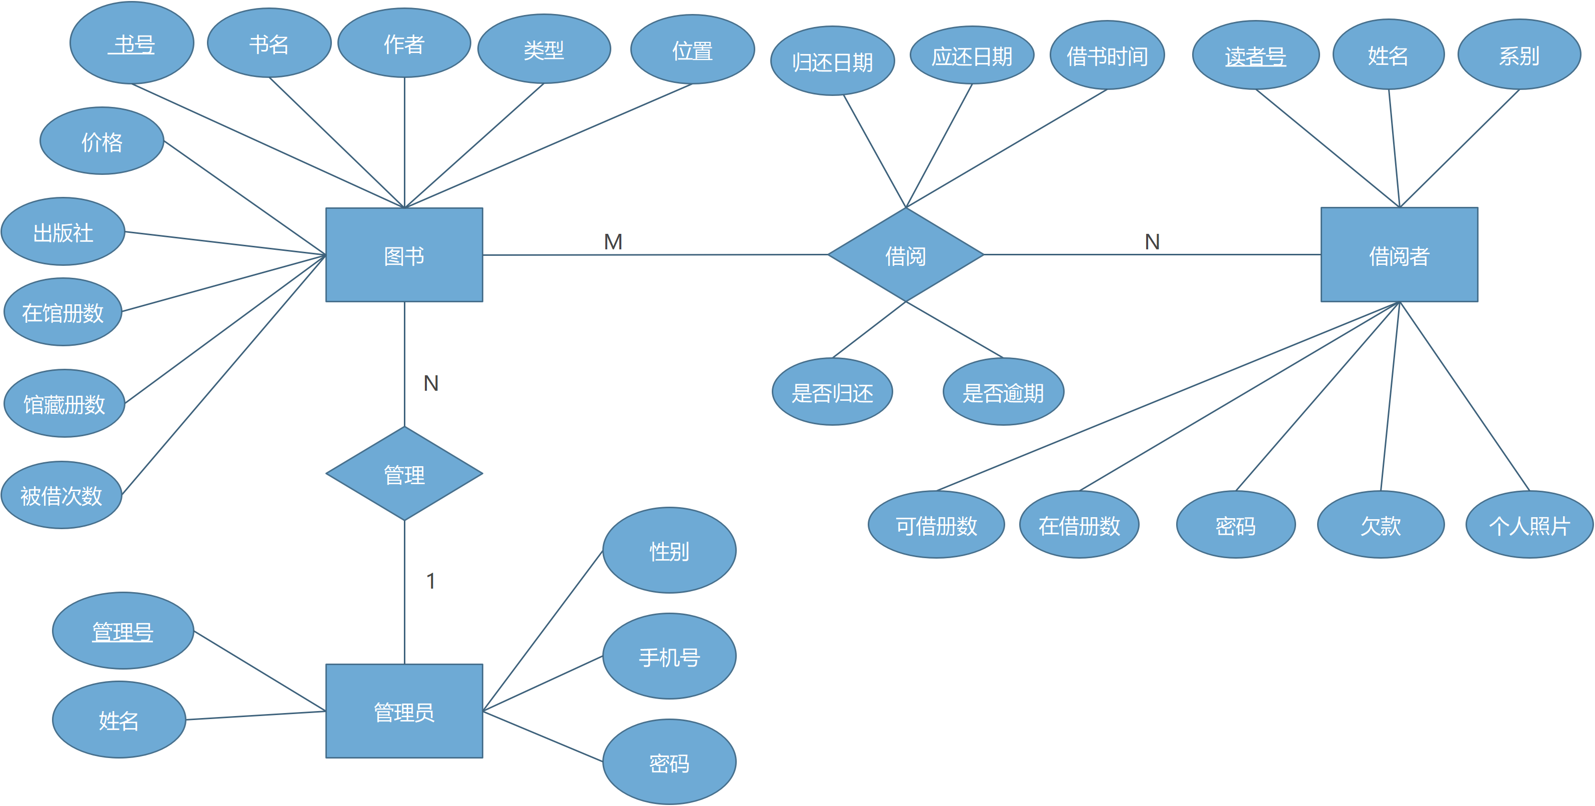 书号
书名
作者
类型
位置
归还日期
应还日期
借书时间
读者号
姓名
系别
价格
出版社
在馆册数
馆藏册数
被借次数
图书
M
借阅
N
借阅者
是否归还
是否逾期
N
管理
1
可借册数
在借册数
密码
欠款
个人照片
管理号
姓名
管理员
性别
手机号
密码